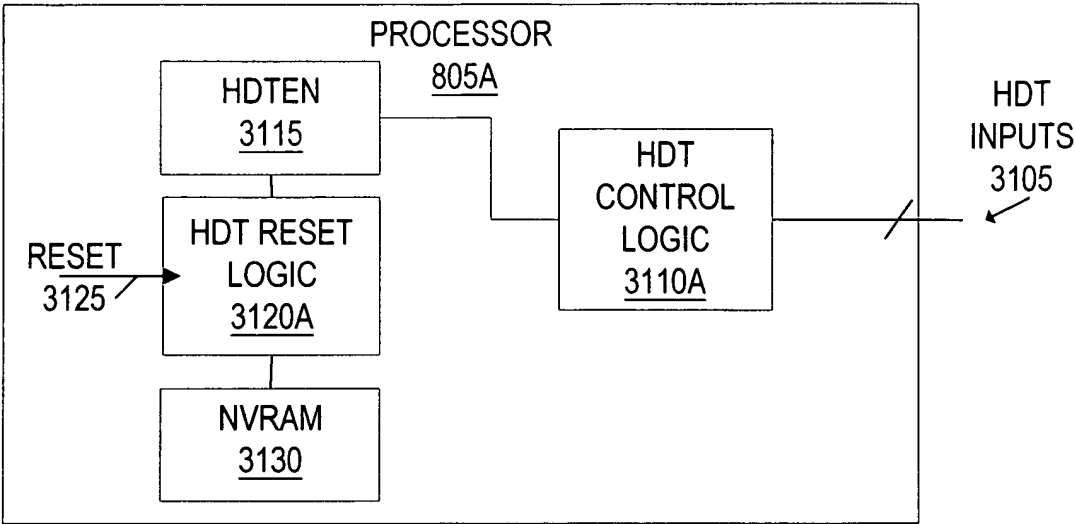 PROCESSOR
805A
HDTEN
3115
HDT
CONTROL
LOGIC
3110A
HDT
INPUTS
3105
HDT RESET
LOGIC
3120A
RESET
3125
NVRAM
3130